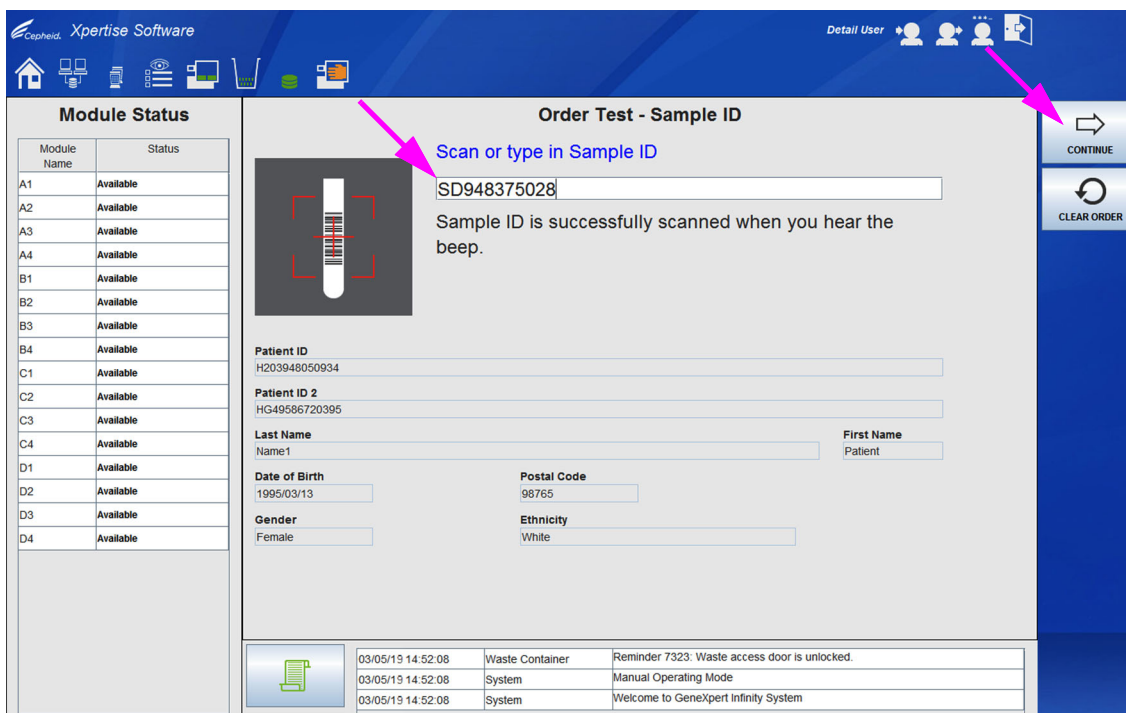 Cepheid. Xpertise Software
Detail User
Module Status
Module Name Status
A1 Available
A2 Available
A3 Available
A4 Available
B1 Available
B2 Available
B3 Available
B4 Available
C1 Available
C2 Available
C3 Available
C4 Available
D1 Available
D2 Available
D3 Available
D4 Available
Order Test - Sample ID
Scan or type in Sample ID
SD948375028
Sample ID is successfully scanned when you hear the
beep.
Patient ID
H203948050934
Patient ID 2
HG49586720395
Last Name First Name
Name1 Patient
Date of Birth Postal Code
1995/03/13 98765
Gender Ethnicity
Female White
03/05/19 14:52:08 Waste Container Reminder 7323: Waste access door is unlocked.
03/05/19 14:52:08 System Manual Operating Mode
03/05/19 14:52:08 System Welcome to GeneXpert Infinity System
CONTINUE
CLEAR ORDER